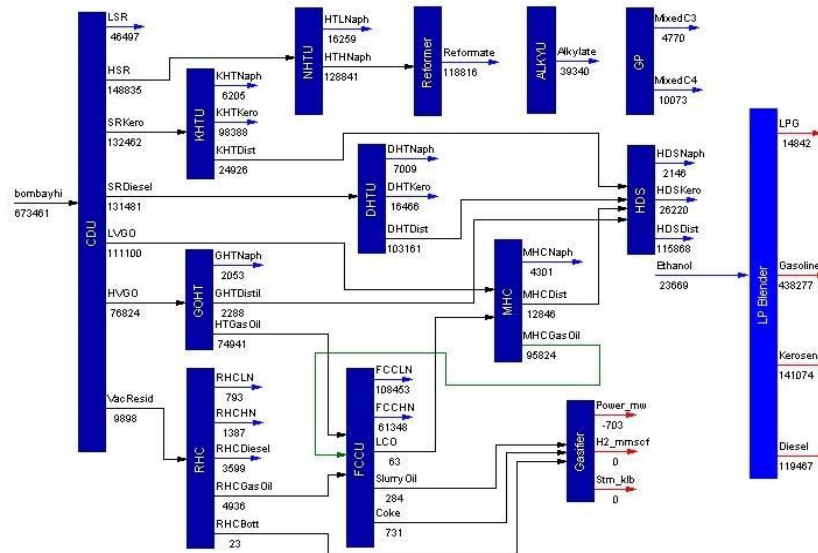 bombayhi
673461
CDU
LSR
46497
HSR
148835
SRKero
132462
SRDiesel
131481
LVGO
111100
HVGO
76824
VacResid
9898
KHTU
KHTNaph
6205
KHTKero
98388
KHTDist
24926
GOHT
GHTNaph
2053
GHTDistil
2288
HTGasOil
74941
RHC
RHCLN
793
RHCHN
1387
RHCDiesel
3599
RHCGasOil
4936
RHCBott
23
NHTU
HTLNaph
16259
HTHNaph
128841
DHTU
DHTNaph
7009
DHTKero
16466
DHTDist
103161
FCCU
FCCLN
108453
FCCHN
61348
LCO
63
SlurryOil
284
Coke
731
Reformer
Reformate
118816
MHC
MHCNaph
4301
MHCDist
12846
MHCGasOil
95824
ALKYU
Alkylate
39340
Gasifier
Power_mw
-703
H2_mmscf
0
Stm_klb
0
GP
MixedC3
4770
MixedC4
10073
HDS
HDSNaph
2146
HDSKero
26220
HDSDist
115868
Ethanol
23669
LP Blender
LPG
14842
Gasoline
438277
Kerosen
141074
Diesel
119467